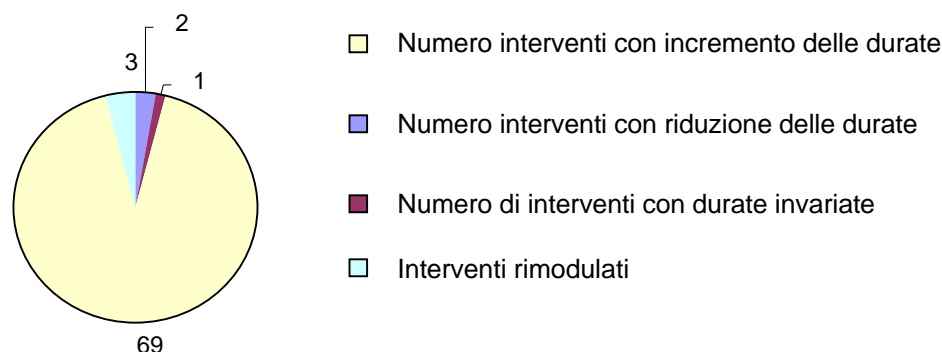 2
3
1
69
Numero interventi con incremento delle durate
Numero interventi con riduzione delle durate
Numero di interventi con durate invariate
Interventi rimodulati